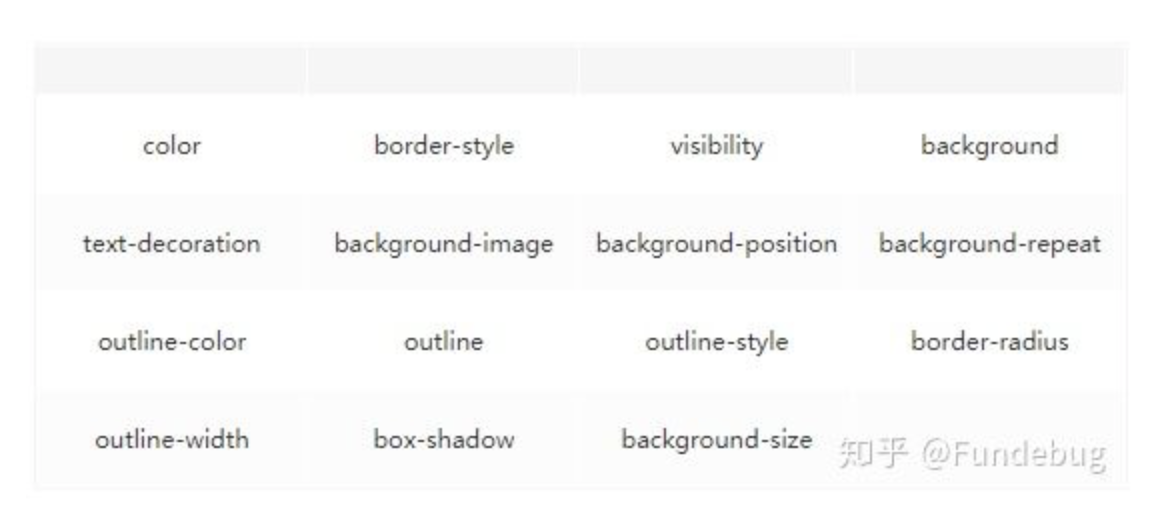 color border-style visibility background
text-decoration background-image background-position background-repeat
outline-color outline outline-style border-radius
outline-width box-shadow background-size
知乎 @Fundebug